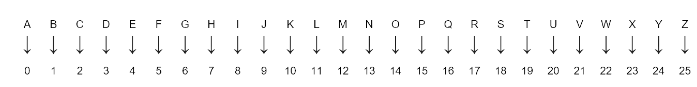 A B C D E F G H I J K L M N O P Q R S T U V W X Y Z
0 1 2 3 4 5 6 7 8 9 10 11 12 13 14 15 16 17 18 19 20 21 22 23 24 25